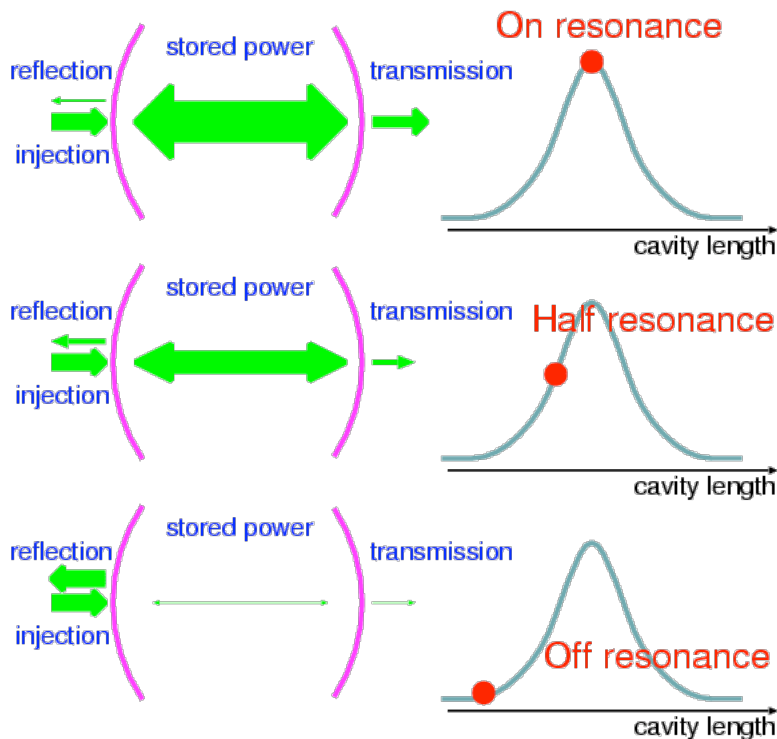 On resonance
stored power
reflection
transmission
injection
cavity length
stored power
Half resonance
reflection
transmission
injection
cavity length
stored power
reflection
transmission
injection
Off resonance
cavity length